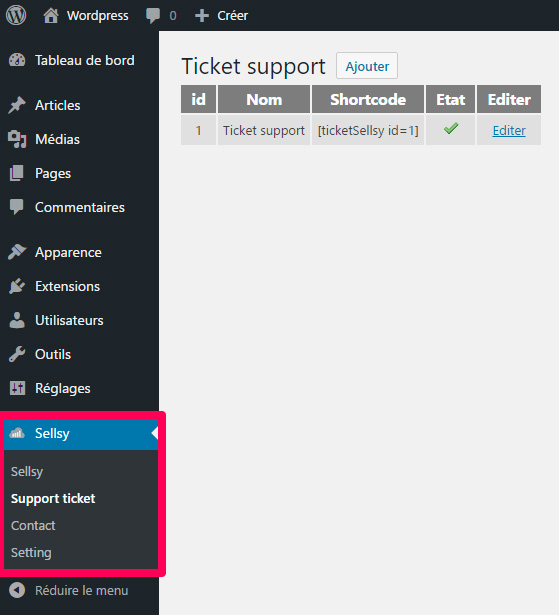 Wordpress 0 Créer
Tableau de bord
Articles
Médias
Pages
Commentaires
Apparence
Extensions
Utilisateurs
Outils
Réglages
Sellsy
Sellsy
Support ticket
Contact
Setting
Réduire le menu
Ticket support Ajouter
id Nom Shortcode Etat Editer
1 Ticket support [ticketSellsy id=1] Editer